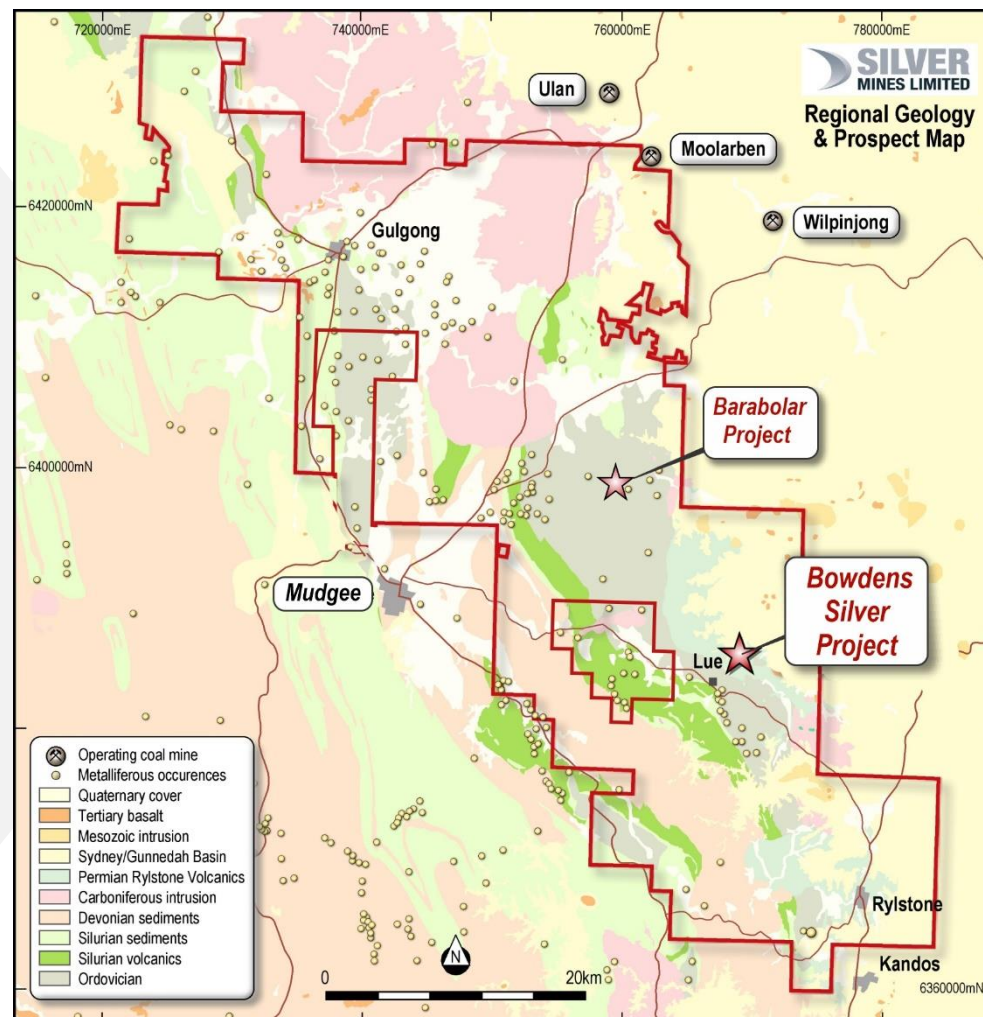 720000mE
740000mE
760000mE
780000mE
SILVER
MINES LIMITED
Regional Geology
& Prospect Map
Ulan
Moolarben
Wilpinjong
6420000mN
Gulgong
Barabolar
Project
6400000mN
Bowdens
Silver
Project
Mudgee
Lue
Operating coal mine
Metalliferous occurences
Quaternary cover
Tertiary basalt
Mesozoic intrusion
Sydney/Gunnedah Basin
Permian Rylstone Volcanics
Carboniferous intrusion
Devonian sediments
Silurian sediments
Silurian volcanics
Ordovician
N
0
20km
Rylstone
Kandos
6360000mN